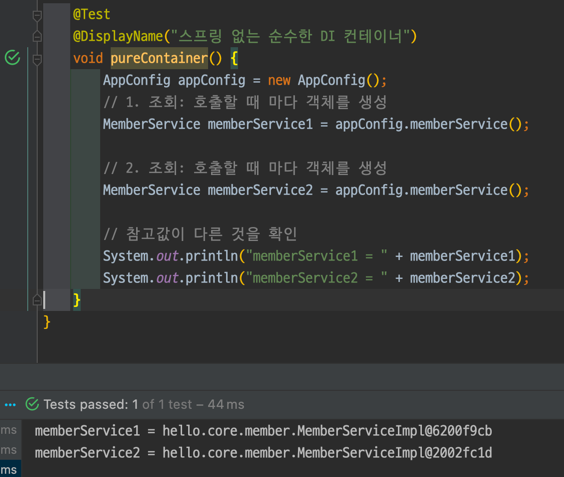 @Test
@DisplayName("스프링 없는 순수한 DI 컨테이너")
void pureContainer() {
AppConfig appConfig = new AppConfig();
// 1. 조회: 호출할 때 마다 객체를 생성
MemberService memberService1 = appConfig.memberService();
// 2. 조회: 호출할 때 마다 객체를 생성
MemberService memberService2 = appConfig.memberService();
// 참고값이 다른 것을 확인
System.out.println("memberService1 = " + memberService1);
System.out.println("memberService2 = " + memberService2);
}
}
Tests passed: 1 of 1 test – 44 ms
ms memberService1 = hello.core.member.MemberServiceImpl@6200f9cb
ms memberService2 = hello.core.member.MemberServiceImpl@2002fc1d
ms